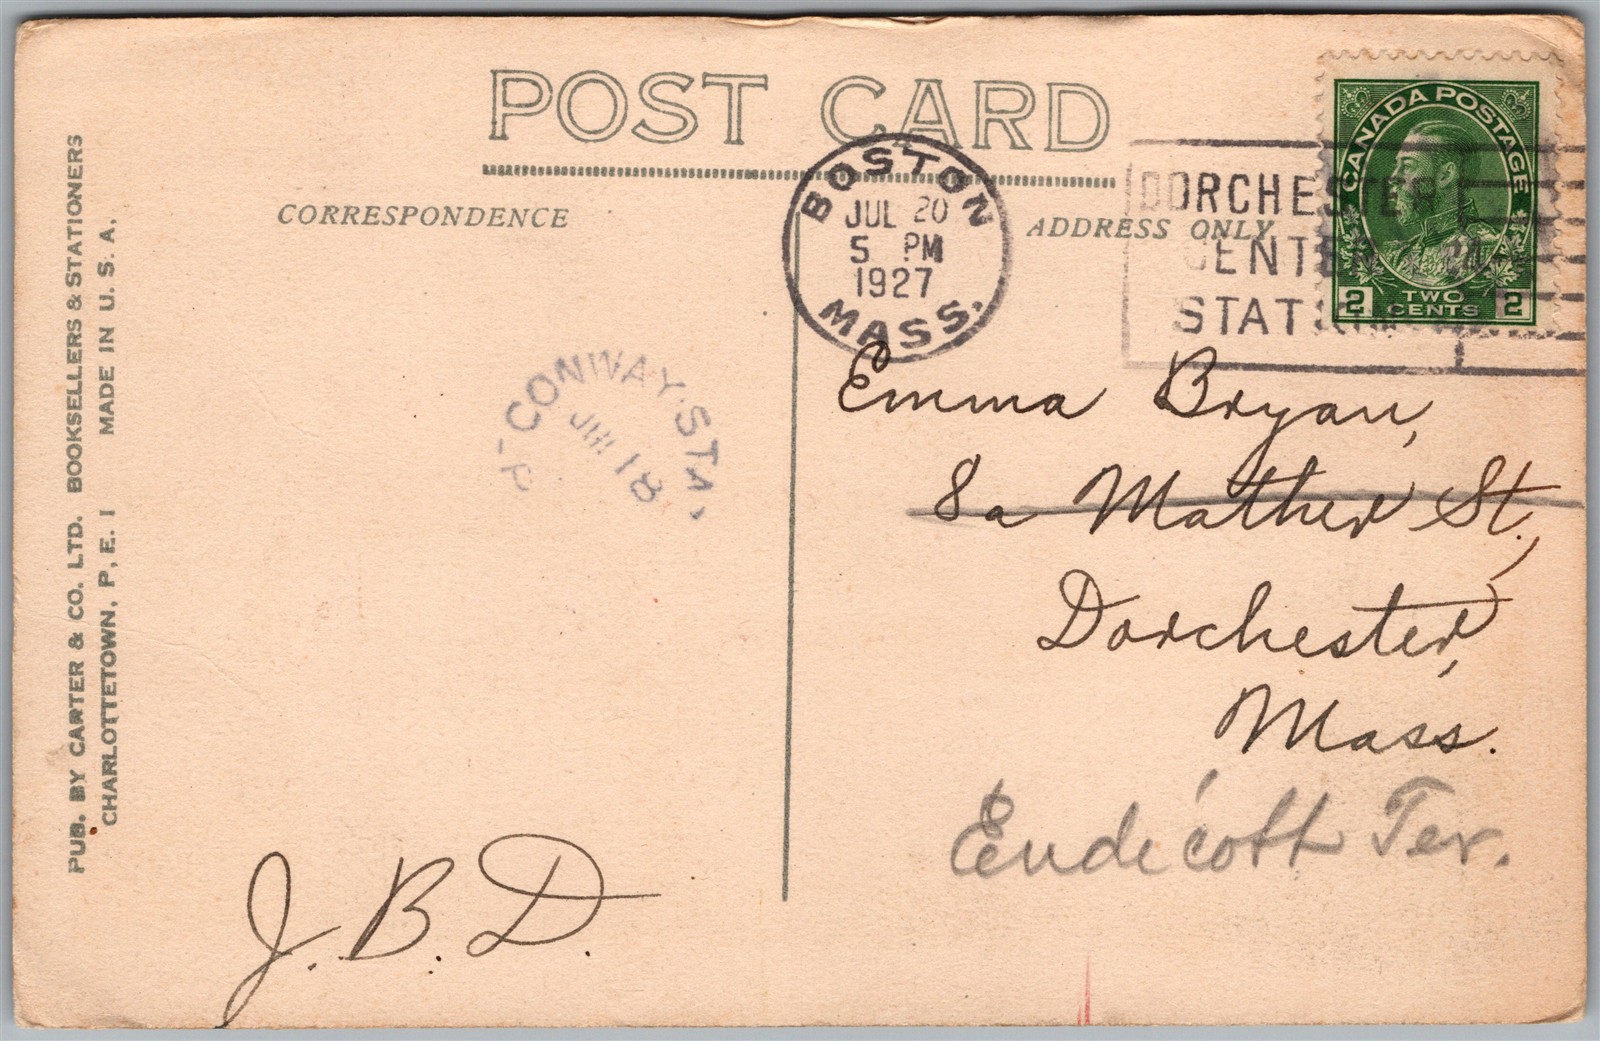 POST CARD
CORRESPONDENCE
ADDRESS ONLY
PUB. BY CARTER & CO. LTD. BOOKSELLERS & STATIONERS
CHARLOTTETOWN, P. E. I MADE IN U. S. A.
BOSTON
JUL 20
5 PM
1927
MASS.
DORCHESTER
CENTER
STATION
CANADA POSTAGE
2 TWO CENTS 2
CONWAY. STA
18
Emma Bryan,
8a Mather St.,
Dorchester,
Mass.
Endicott Ter.
J. B. D.